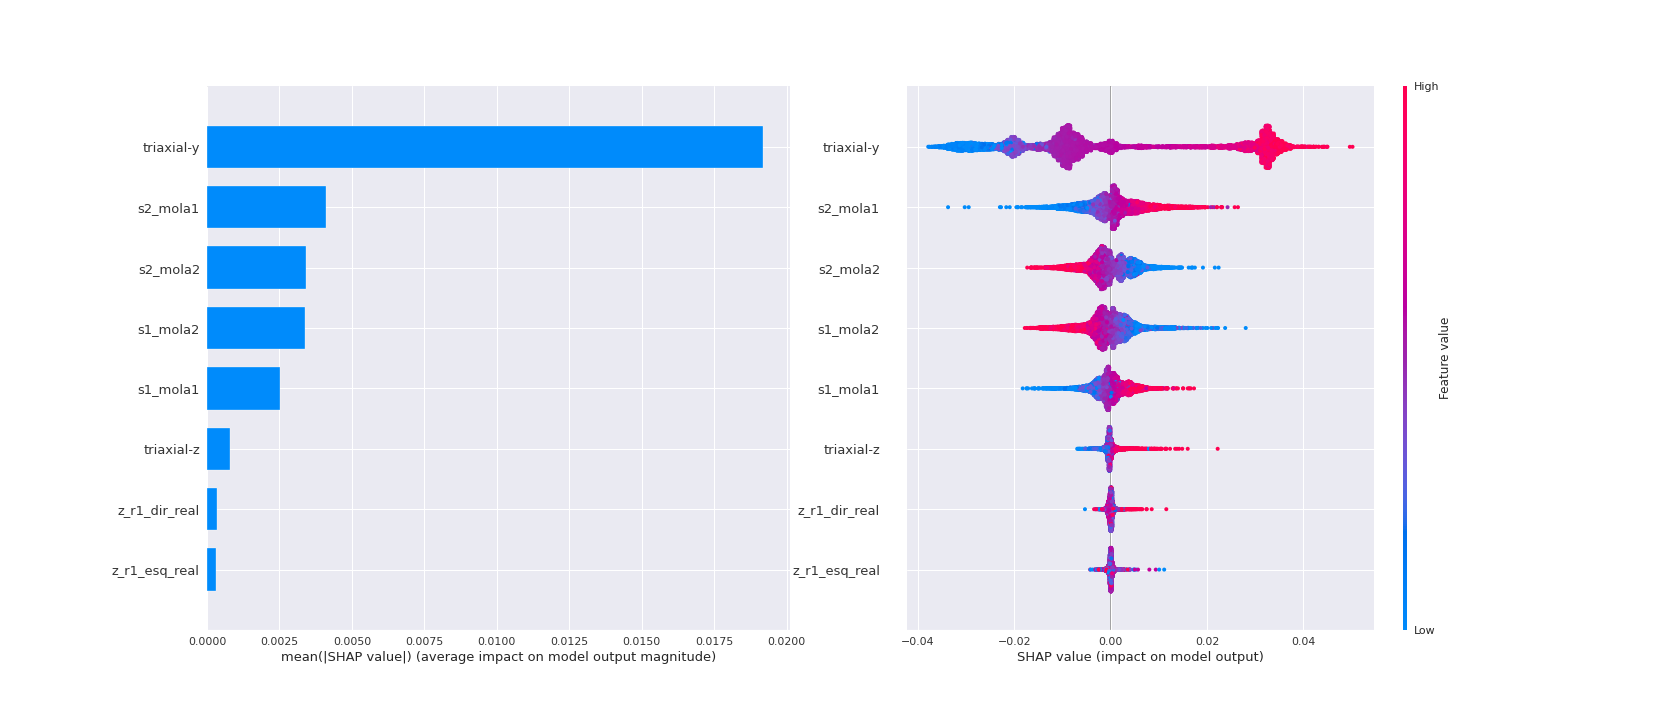 triaxial-y
s2_mola1
s2_mola2
s1_mola2
s1_mola1
triaxial-z
z_r1_dir_real
z_r1_esq_real
0.0000 0.0025 0.0050 0.0075 0.0100 0.0125 0.0150 0.0175 0.0200
mean(|SHAP value|) (average impact on model output magnitude)
triaxial-y
s2_mola1
s2_mola2
s1_mola2
s1_mola1
triaxial-z
z_r1_dir_real
z_r1_esq_real
−0.04 −0.02 0.00 0.02 0.04
SHAP value (impact on model output)
High
Feature value
Low